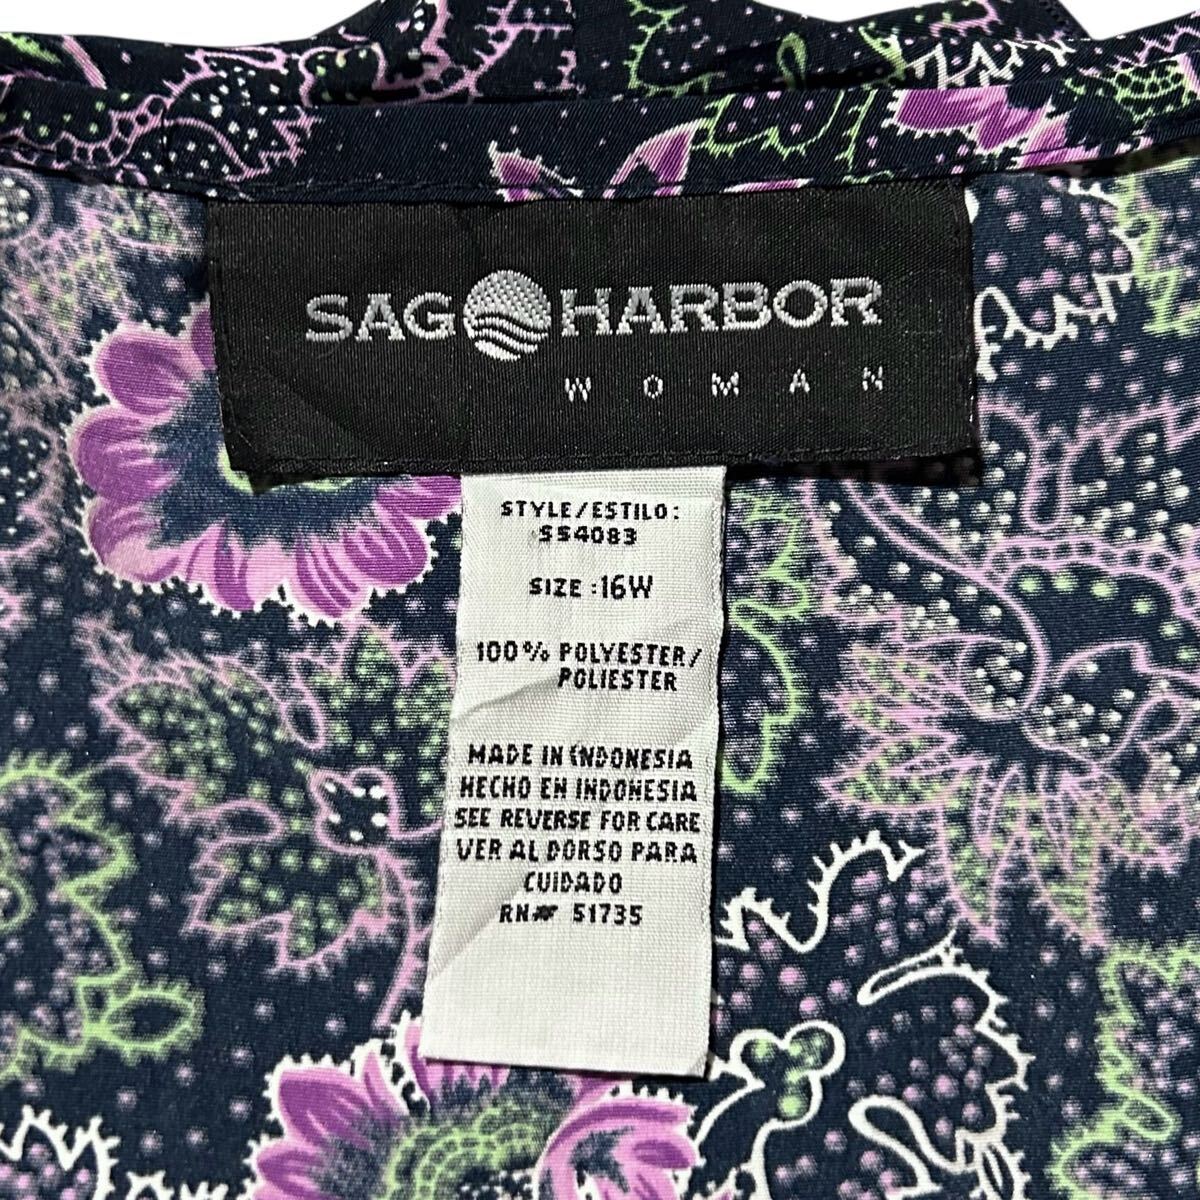 SAG HARBOR
WOMAN
STYLE/ESTILO:
SS4083
SIZE :16W
100% POLYESTER/
POLIESTER
MADE IN INDONESIA
HECHO EN INDONESIA
SEE REVERSE FOR CARE
VER AL DORSO PARA
CUIDADO
RN# 51735